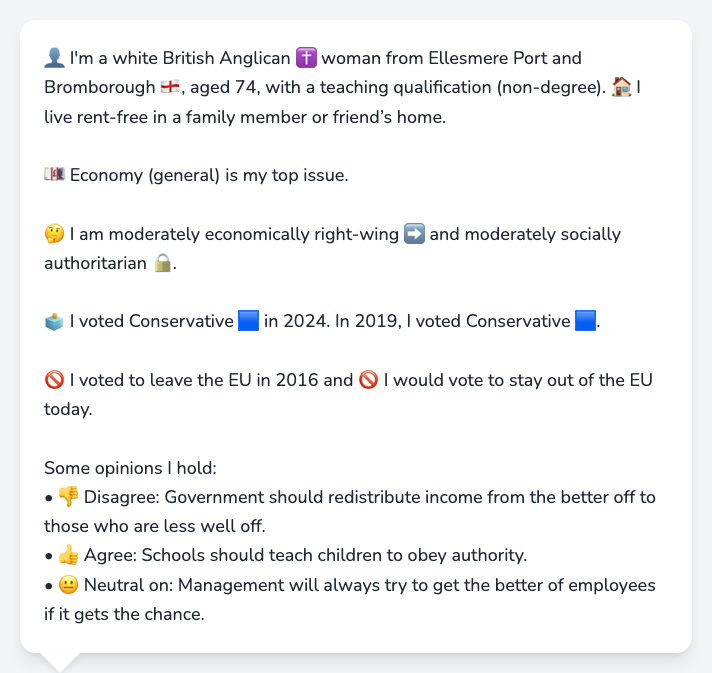 👤 I'm a white British Anglican ✝️ woman from Ellesmere Port and
Bromborough 🏴󠁧󠁢󠁥󠁮󠁧󠁿, aged 74, with a teaching qualification (non-degree). 🏠 I
live rent-free in a family member or friend’s home.
💷 Economy (general) is my top issue.
🤔 I am moderately economically right-wing ➡️ and moderately socially
authoritarian 🔒.
🗳️ I voted Conservative 🟦 in 2024. In 2019, I voted Conservative 🟦.
🚫 I voted to leave the EU in 2016 and 🚫 I would vote to stay out of the EU
today.
Some opinions I hold:
• 👎 Disagree: Government should redistribute income from the better off to
those who are less well off.
• 👍 Agree: Schools should teach children to obey authority.
• 😐 Neutral on: Management will always try to get the better of employees
if it gets the chance.